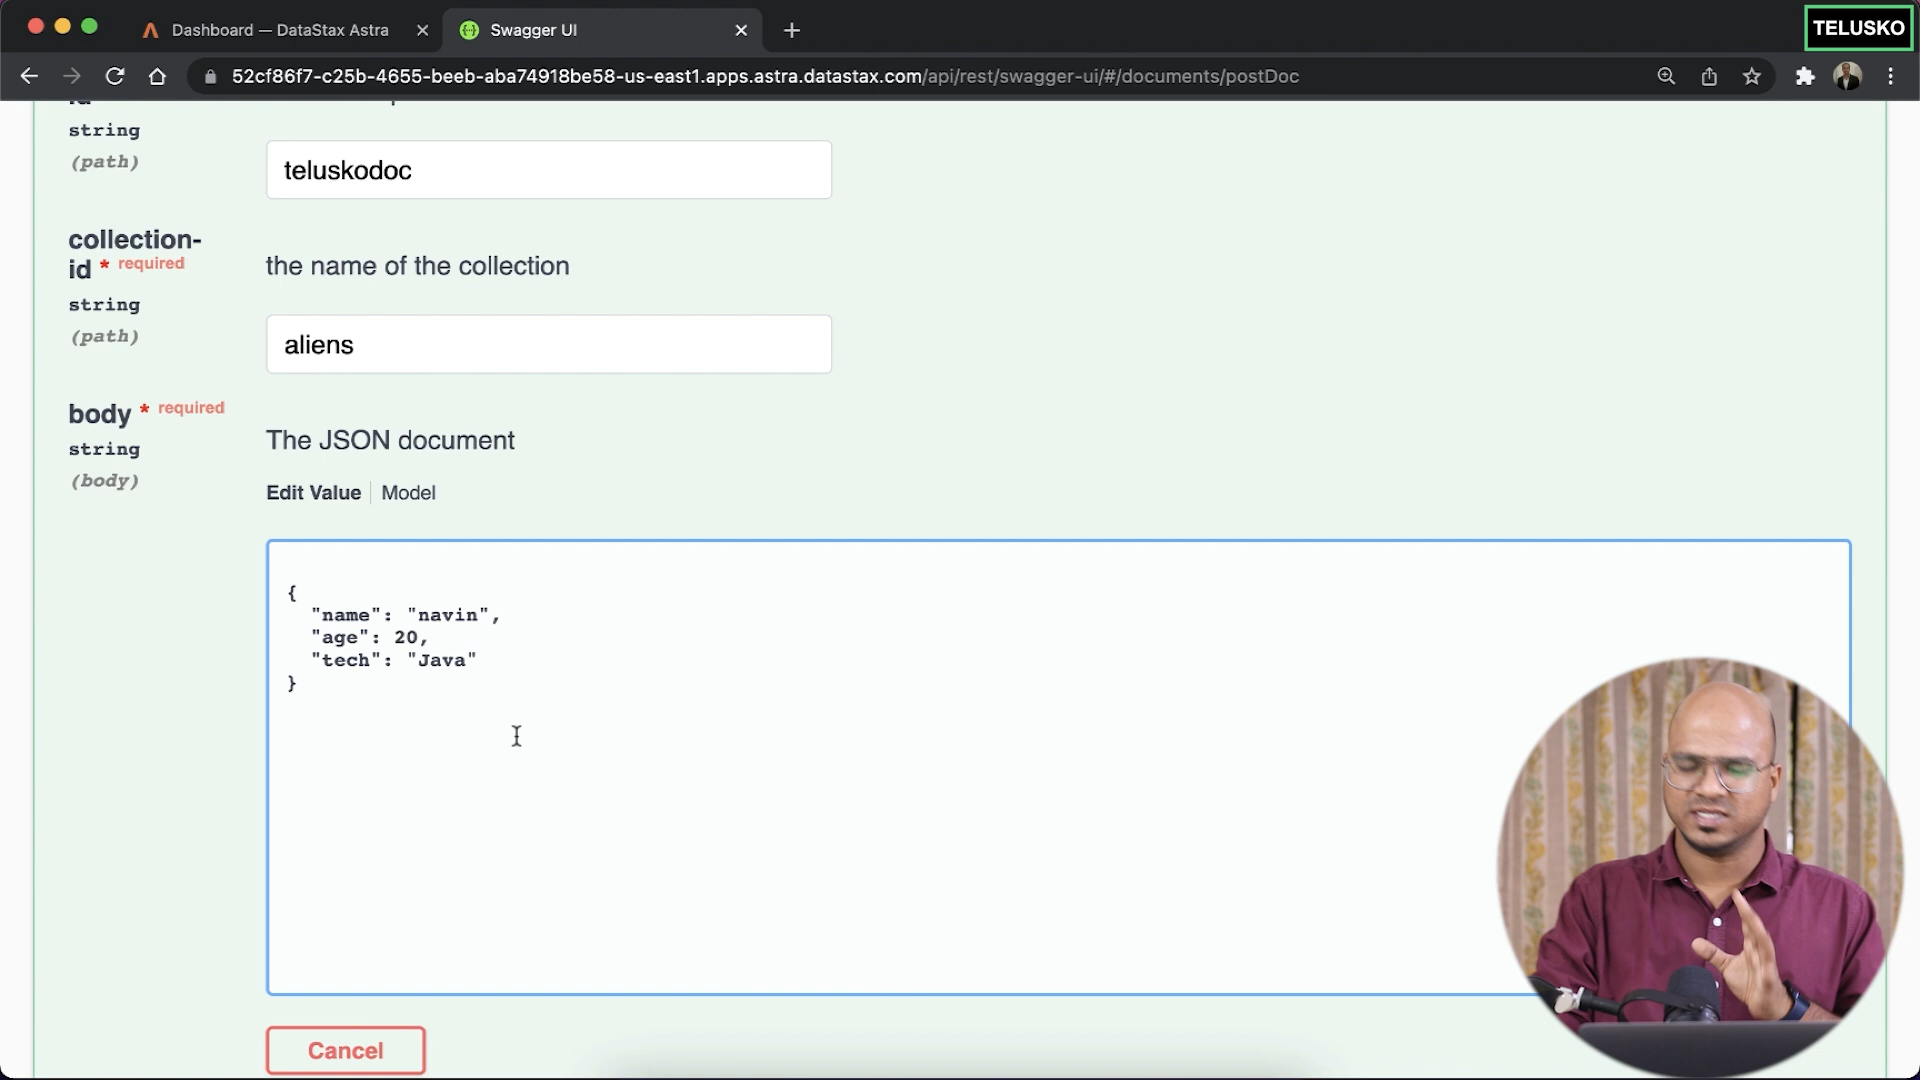 Dashboard — DataStax Astra
Swagger UI
TELUSKO
52cf86f7-c25b-4655-beeb-aba74918be58-us-east1.apps.astra.datastax.com/api/rest/swagger-ui/#/documents/postDoc
string
(path)
teluskodoc
collection-
id * required
the name of the collection
string
(path)
aliens
body * required
The JSON document
string
(body)
Edit Value | Model
{
"name": "navin",
"age": 20,
"tech": "Java"
}
Cancel